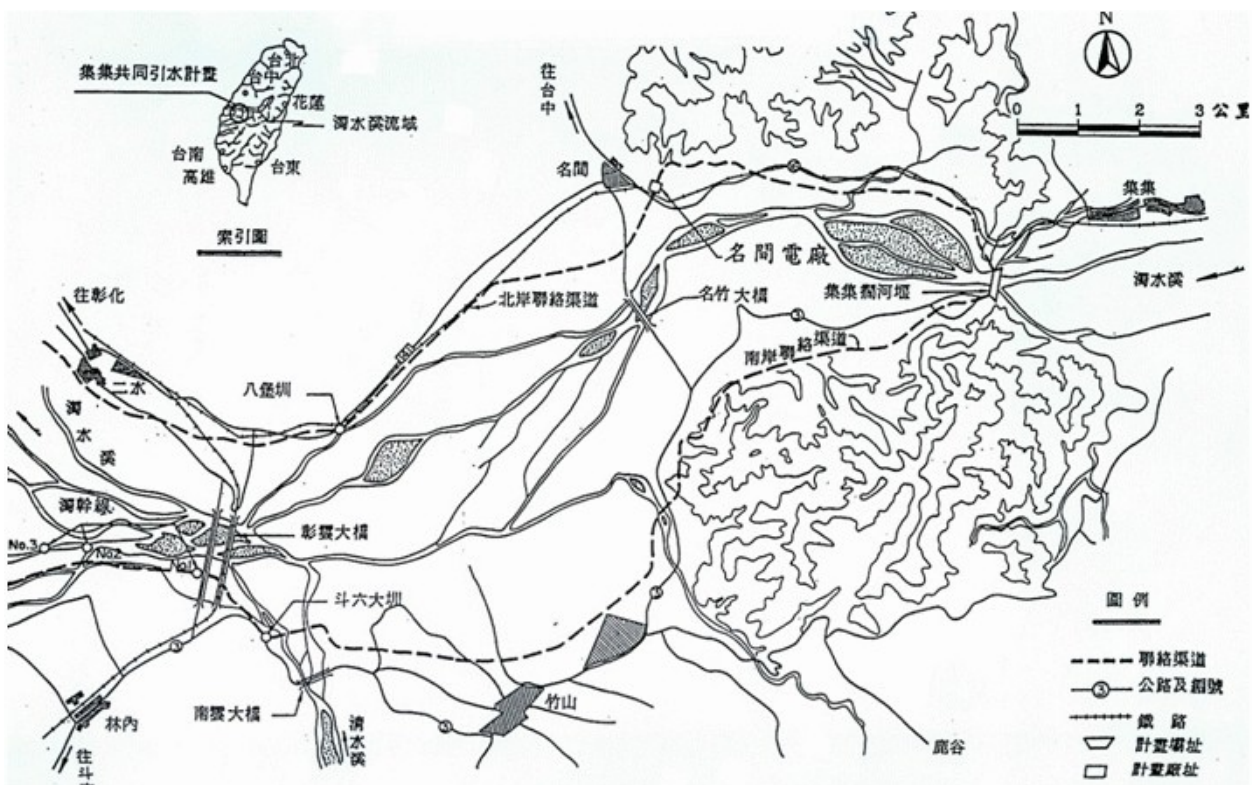 集集共同引水計畫
台北
台中
花蓮
濁水溪流域
台南
高雄
台東
索引圖
N
0 1 2 3 公里
往台中
名間
集集
名間電廠
濁水溪
集集攔河堰
北岸聯絡渠道
名竹大橋
3
南岸聯絡渠道
往彰化
二水
八堡圳
濁水溪
濁幹線
No.3
No2
彰雲大橋
斗六大圳
3
3
林內
南雲大橋
清水溪
3
竹山
鹿谷
圖例
聯絡渠道
3
公路及編號
鐵路
計畫壩址
計畫廠址